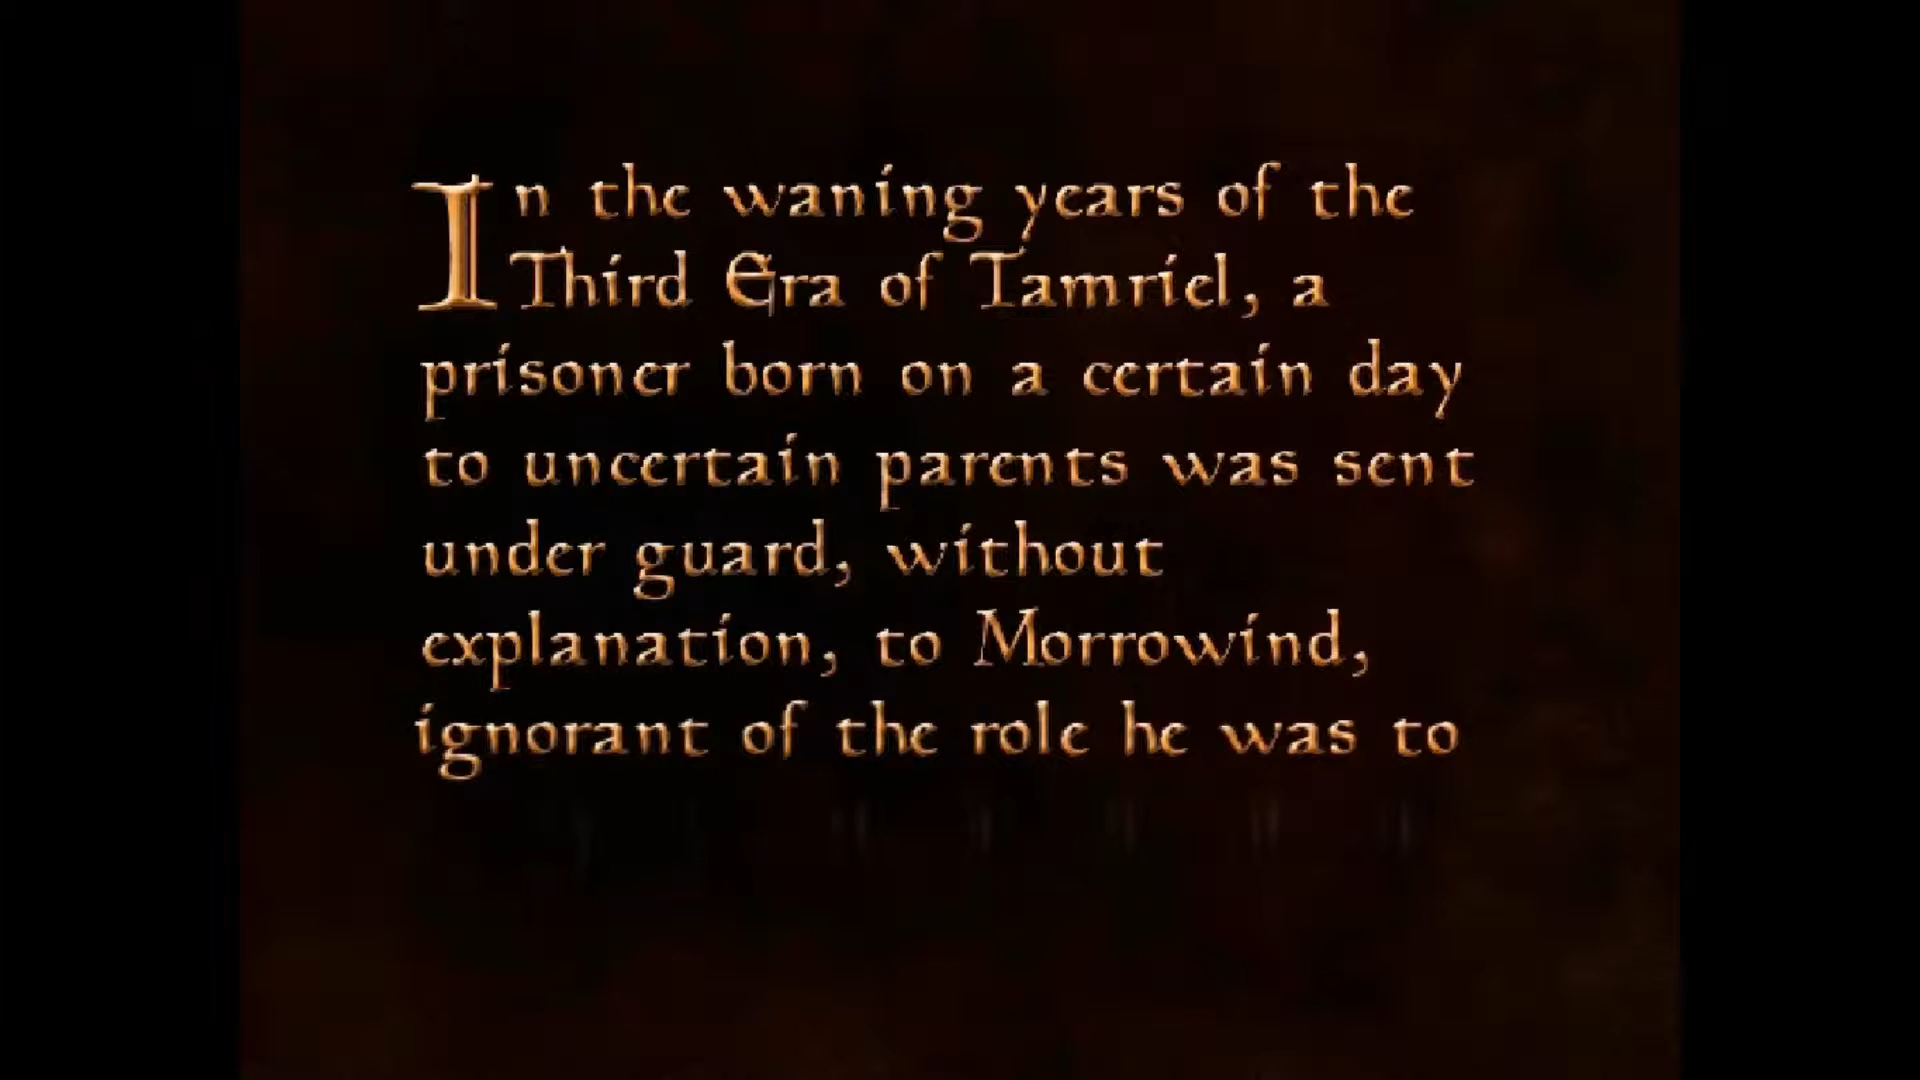 In the waning years of the
Third Era of Tamriel, a
prisoner born on a certain day
to uncertain parents was sent
under guard, without
explanation, to Morrowind,
ignorant of the role he was to